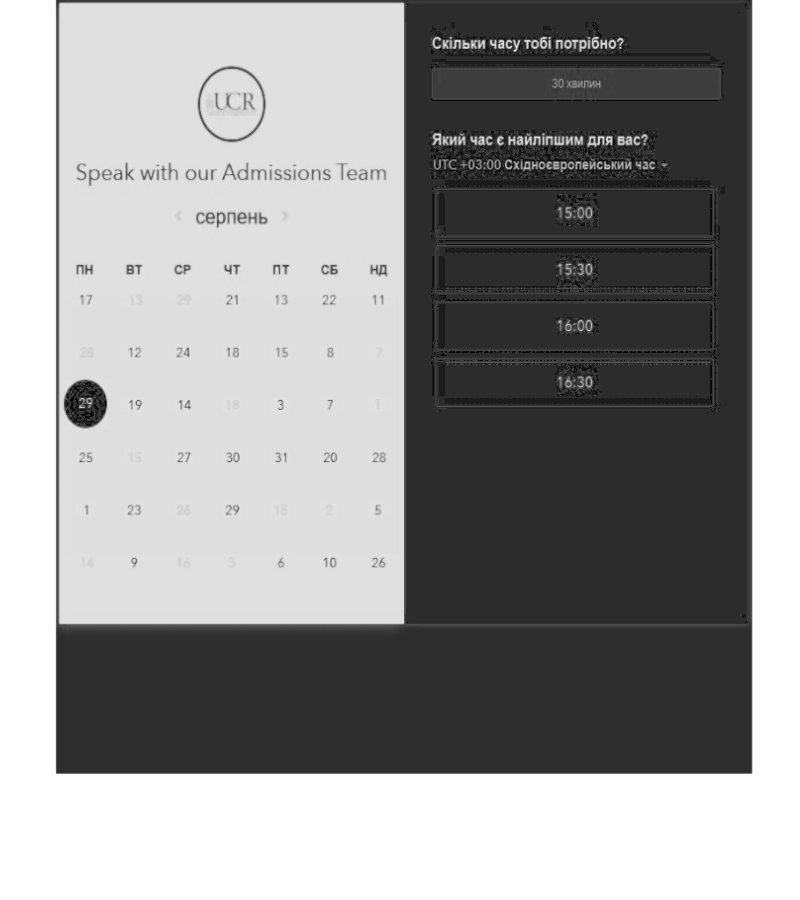 UCR
Speak with our Admissions Team
‹ серпень ›
ПН ВТ СР ЧТ ПТ СБ НД
17 13 29 21 13 22 11
28 12 24 18 15 8 7
29 19 14 18 3 7 1
25 15 27 30 31 20 28
1 23 26 29 15 2 5
14 9 16 3 6 10 26
Скільки часу тобі потрібно?
30 хвилин
Який час є найліпшим для вас?
UTC +03:00 Східноєвропейський час
15:00
15:30
16:00
16:30